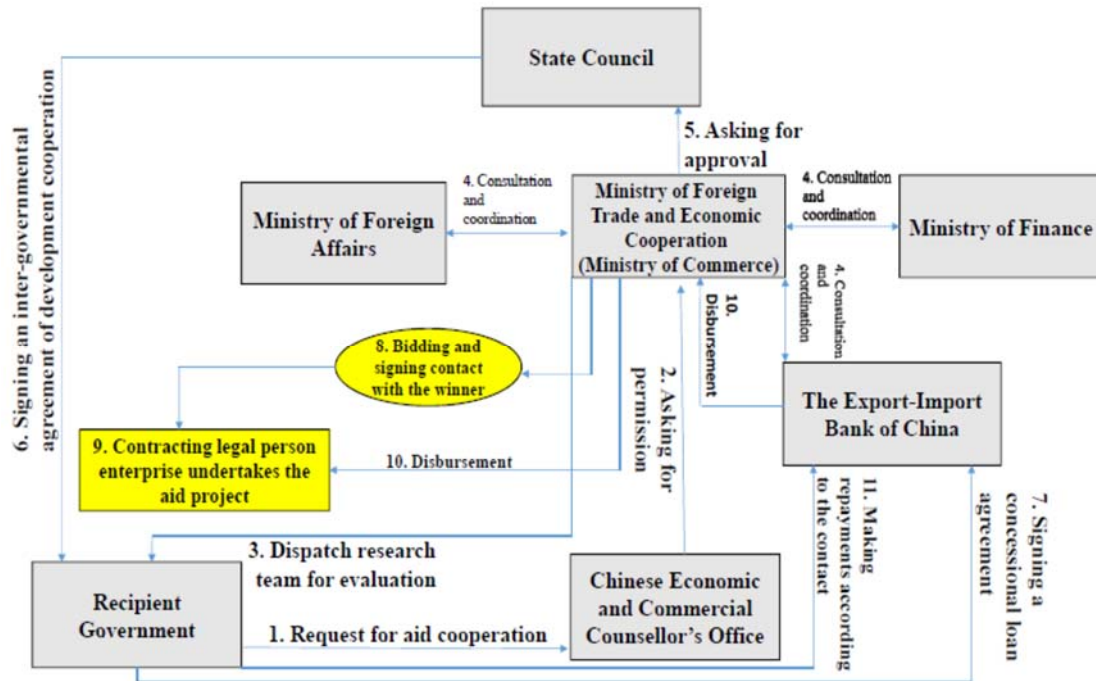 State Council
5. Asking for
approval
4. Consultation
and
coordination
Ministry of Foreign
Affairs
Ministry of Foreign
Trade and Economic
Cooperation
(Ministry of Commerce)
4. Consultation
and
coordination
Ministry of Finance
6. Signing an inter-governmental
agreement of development cooperation
4. Consultation
and
coordination
10.
Disbursement
2. Asking for
permission
8. Bidding and
signing contact
with the winner
The Export-Import
Bank of China
9. Contracting legal person
enterprise undertakes the
aid project
10. Disbursement
11. Making
repayments according
to the contact
7. Signing a
concessional loan
agreement
3. Dispatch research
team for evaluation
Recipient
Government
1. Request for aid cooperation
Chinese Economic
and Commercial
Counsellor's Office